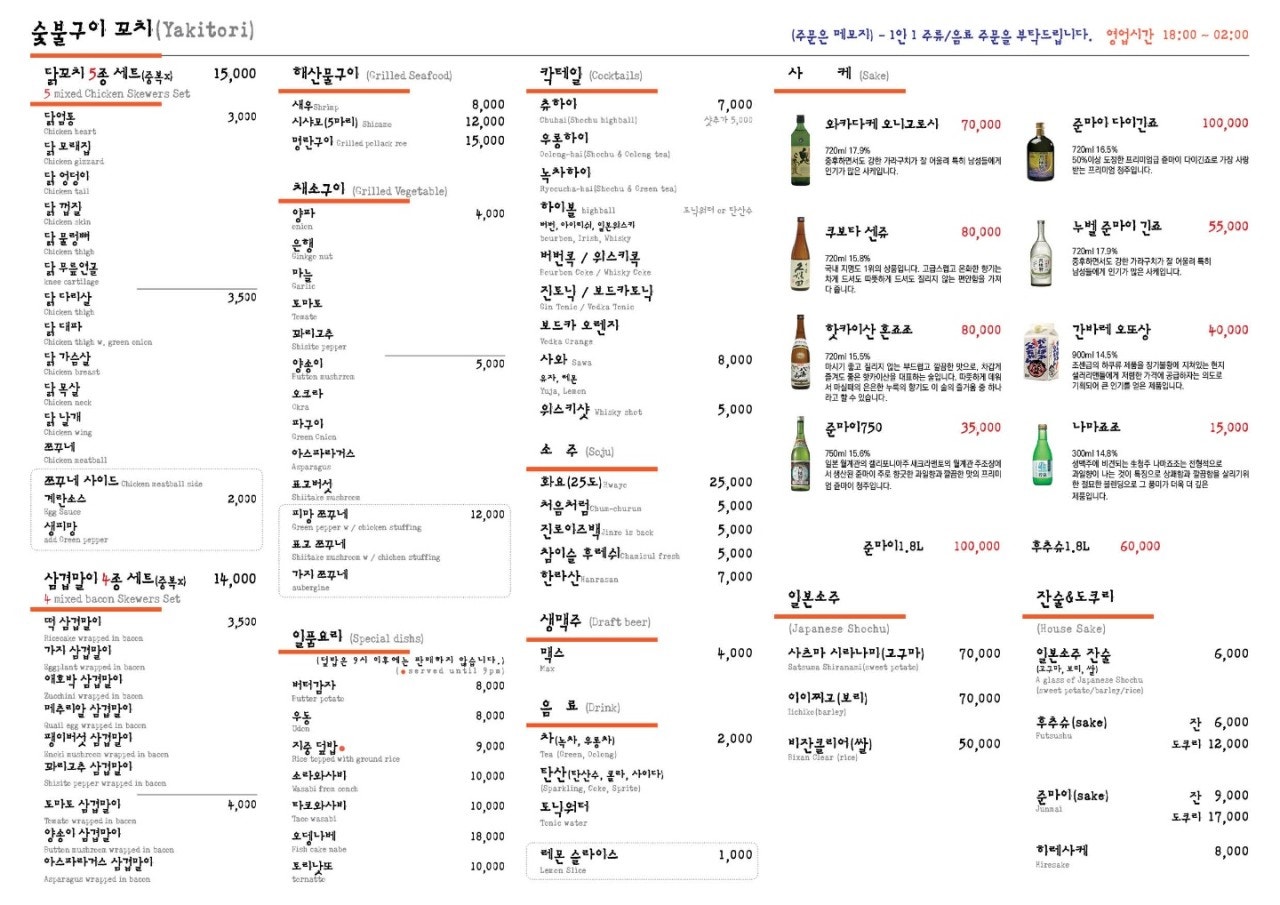 숯불구이 꼬치(Yakitori)
(주문은 메모지) - 1인 1 주류/음료 주문을 부탁드립니다. 영업시간 18:00 ~ 02:00
닭꼬치 5종 세트(중복x) 15,000
5 mixed Chicken Skewers Set
닭염통 3,000
Chicken heart
닭 모래집
Chicken gizzard
닭 엉덩이
Chicken tail
닭 껍질
Chicken skin
닭 물렁뼈
Chicken thigh
닭 무릎연골
knee cartilage
닭 다리살 3,500
Chicken thigh
닭 대파
Chicken thigh w. green onion
닭 가슴살
Chicken breast
닭 목살
Chicken neck
닭 날개
Chicken wing
쯔꾸네
Chicken meatball
쯔꾸네 사이드 Chicken meatball side
계란소스 2,000
Egg Sauce
생피망
add Green pepper
삼겹말이 4종 세트(중복x) 14,000
4 mixed bacon Skewers Set
떡 삼겹말이 3,500
Ricecake wrapped in bacon
가지 삼겹말이
Eggplant wrapped in bacon
애호박 삼겹말이
Zucchini wrapped in bacon
메추리알 삼겹말이
Quail egg wrapped in bacon
팽이버섯 삼겹말이
Enoki mushroom wrapped in bacon
꽈리고추 삼겹말이
Shisito pepper wrapped in bacon
토마토 삼겹말이 4,000
Tomato wrapped in bacon
양송이 삼겹말이
Button mushroom wrapped in bacon
아스파라거스 삼겹말이
Asparagus wrapped in bacon
해산물구이 (Grilled Seafood)
새우Shrimp 8,000
시샤모(5마리) Shisamo 12,000
명란구이 Grilled pollack roe 15,000
채소구이 (Grilled Vegetable)
양파 4,000
onion
은행
Ginkgo nut
마늘
Garlic
토마토
Tomato
꽈리고추
Shisito pepper
양송이 5,000
Button mushrrom
오크라
Okra
파구이
Green Onion
아스파라거스
Asparagus
표고버섯
Shiitake mushroom
피망 쯔꾸네 12,000
Green pepper w / chicken stuffing
표고 쯔꾸네
Shiitake mushroom w / chicken stuffing
가지 쯔꾸네
aubergine
일품요리 (Special dishs)
(덮밥은 9시 이후에는 판매하지 않습니다.)
(●served until 9pm)
버터감자 8,000
Butter potato
우동 8,000
Udon
지중 덮밥● 9,000
Rice topped with ground rice
소라와사비 10,000
Wasabi from conch
타코와사비 10,000
Taco wasabi
오뎅나베 18,000
Fish cake nabe
토리낫또 10,000
ternatto
칵테일 (Cocktails)
츄하이 7,000
Chuhai(Shochu highball) 샷추가 5,000
우롱하이
Oolong-hai(Shochu & Oolong tea)
녹차하이
Ryocucha-hai(Shochu & Green tea)
하이볼 highball 토닉워터 or 탄산수
버번, 아이리쉬, 일본위스키
bourbon, Irish, Whisky
버번콕 / 위스키콕
Bourbon Coke / Whisky Coke
진토닉 / 보드카토닉
Gin Tonic / Vodka Tonic
보드카 오렌지
Vodka Orange
사와 Sawa 8,000
유자, 레몬
Yuja, Lemon
위스키샷 Whisky shot 5,000
소 주 (Soju)
화요(25도)Hwayo 25,000
처음처럼Chum-churum 5,000
진로이즈백Jinro is back 5,000
참이슬 후레쉬Chamisul fresh 5,000
한라산Hanrasan 7,000
생맥주 (Draft beer)
맥스 4,000
Max
음 료 (Drink)
차(녹차, 우롱차) 2,000
Tea (Green, Oolong)
탄산(탄산수, 콜라, 사이다)
(Sparkling, Coke, Sprite)
토닉워터
Tonic water
레몬 슬라이스 1,000
Lemon Slice
사 케 (Sake)
와카다케 오니고로시 70,000
720ml 17.9%
중후하면서도 강한 가라구치가 잘 어울려 특히 남성들에게
인기가 많은 사케입니다.
쿠보타 센쥬 80,000
720ml 15.8%
국내 지명도 1위의 상품입니다. 고급스럽고 온화한 향기는
차게 드셔도 따뜻하게 드셔도 질리지 않는 편안함을 가져
다 줍니다.
핫카이산 혼죠조 80,000
720ml 15.5%
마시기 좋고 질리지 않는 부드럽고 깔끔한 맛으로, 차갑게
즐겨도 좋은 핫카이산을 대표하는 술입니다. 따뜻하게 데워
서 마실때의 은은한 누룩의 향기도 이 술의 즐거움 중 하나
라고 할 수 있습니다.
준마이750 35,000
750ml 15.6%
일본 월계관의 캘리포니아주 새크라멘토의 월계관 주조장에
서 생산된 준마이 주로 향긋한 과일향과 깔끔한 맛의 프리미
엄 쥰마이 청주입니다.
준마이1.8L 100,000
준마이 다이긴죠 100,000
720ml 16.5%
50%이상 도정한 프리미엄급 쥰마이 다이긴죠로 가장 사랑
받는 프리미엄 청주입니다.
누벨 준마이 긴죠 55,000
720ml 17.9%
중후하면서도 강한 가라구치가 잘 어울려 특히
남성들에게 인기가 많은 사케입니다.
간바레 오또상 40,000
900ml 14.5%
조센급의 하쿠류 제품을 장기불황에 지쳐있는 현지
샐러리맨들에게 저렴한 가격에 공급하자는 의도로
기획되어 큰 인기를 얻은 제품입니다.
나마죠조 15,000
300ml 14.8%
생맥주에 비견되는 생청주 나마죠조는 전형적으로
과일향이 나는 것이 특징으로 상쾌함과 깔끔함을 살리기위
한 절묘한 블렌딩으로 그 풍미가 더욱 더 깊은
제품입니다.
후추슈1.8L 60,000
일본소주
(Japanese Shochu)
사츠마 시라나미(고구마) 70,000
Satsuma Shiranami(sweet potato)
이이찌고(보리) 70,000
Iichiko(barley)
비잔클리어(쌀) 50,000
Bizan Clear (rice)
잔술&도쿠리
(House Sake)
일본소주 잔술 6,000
(고구마, 보리, 쌀)
A glass of Japanese Shochu
(sweet potato/barley/rice)
후추슈(sake) 잔 6,000
Futsushu
도쿠리 12,000
준마이(sake) 잔 9,000
Junmai
도쿠리 17,000
히레사케 8,000
Hiresake